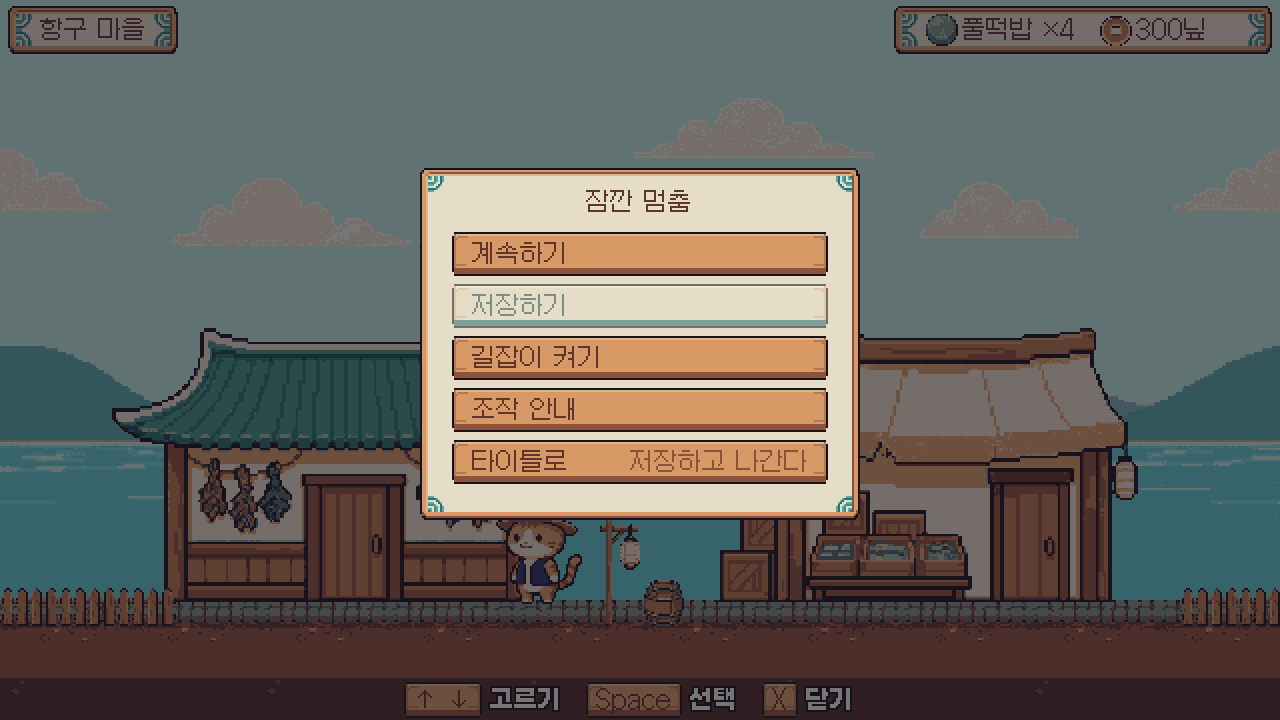 항구 마을
풀떡밥 ×4 300닢
잠깐 멈춤
계속하기
저장하기
길잡이 켜기
조작 안내
타이틀로 저장하고 나간다
↑ ↓ 고르기 Space 선택 X 닫기